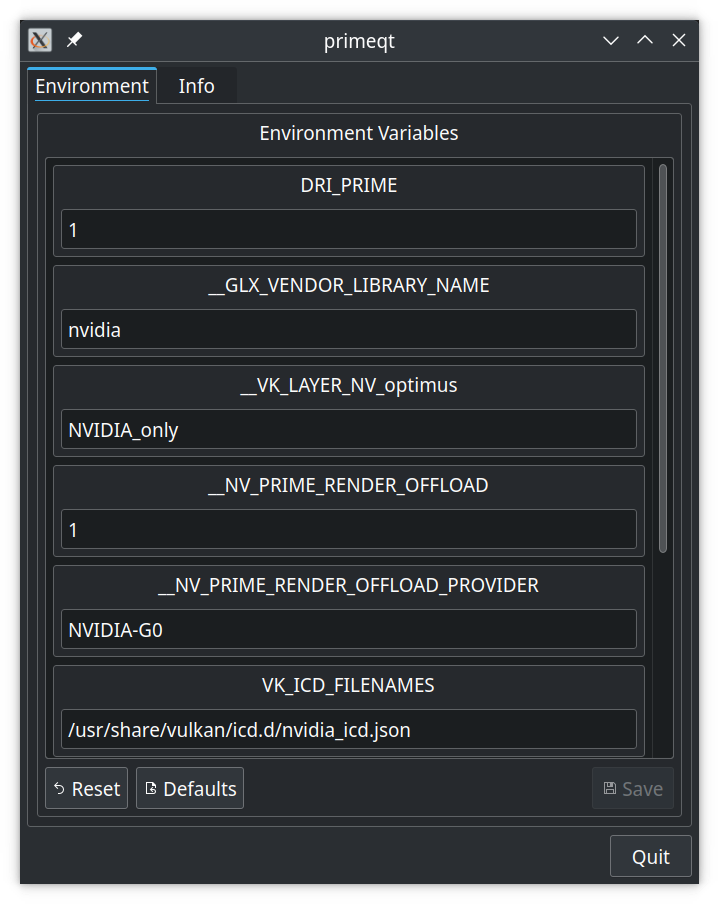 primeqt
Environment Info
Environment Variables
DRI_PRIME
1
__GLX_VENDOR_LIBRARY_NAME
nvidia
__VK_LAYER_NV_optimus
NVIDIA_only
__NV_PRIME_RENDER_OFFLOAD
1
__NV_PRIME_RENDER_OFFLOAD_PROVIDER
NVIDIA-G0
VK_ICD_FILENAMES
/usr/share/vulkan/icd.d/nvidia_icd.json
Reset Defaults Save
Quit